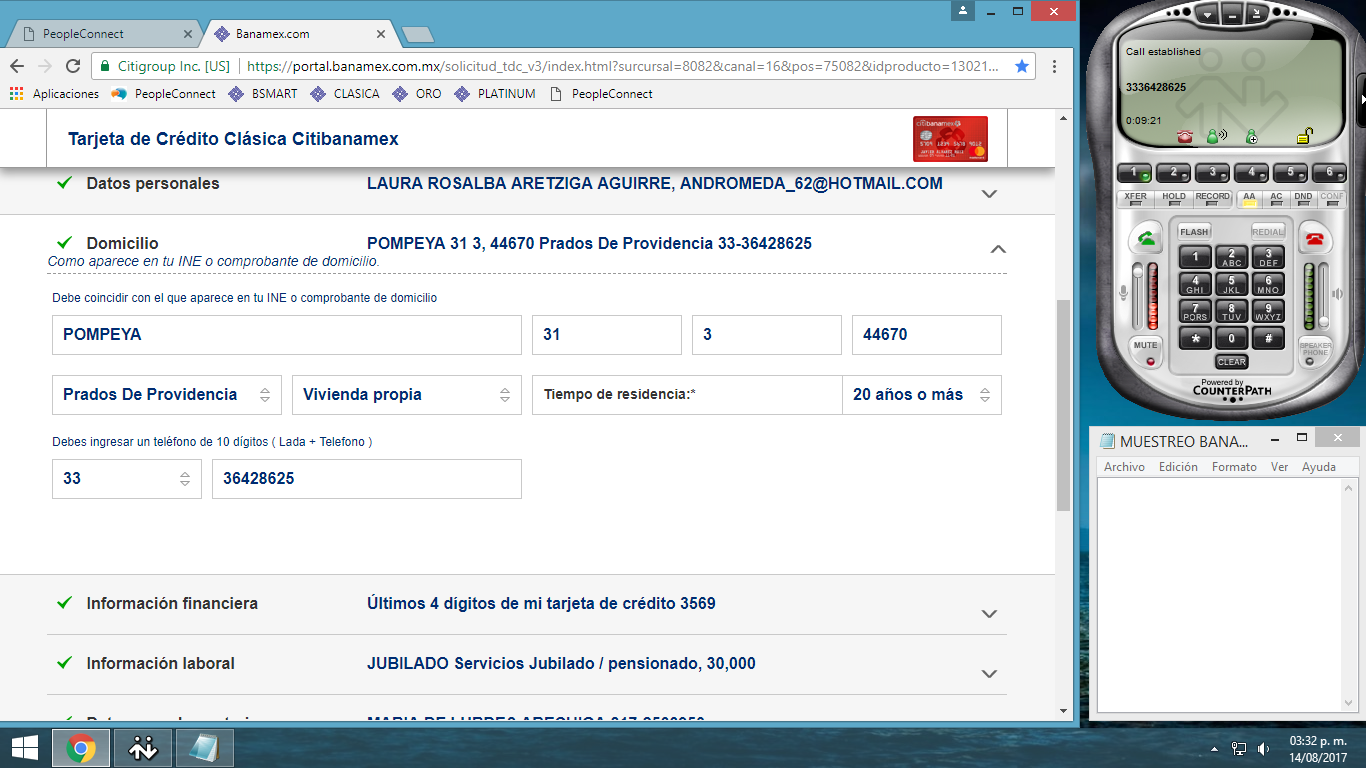 PeopleConnect
Banamex.com
Citigroup Inc. [US] https://portal.banamex.com.mx/solicitud_tdc_v3/index.html?surcursal=8082&canal=16&pos=75082&idproducto=13021...
Aplicaciones PeopleConnect BSMART CLASICA ORO PLATINUM PeopleConnect
Tarjeta de Crédito Clásica Citibanamex
citibanamex
Datos personales LAURA ROSALBA ARETZIGA AGUIRRE, ANDROMEDA_62@HOTMAIL.COM
Domicilio POMPEYA 31 3, 44670 Prados De Providencia 33-36428625
Como aparece en tu INE o comprobante de domicilio.
Debe coincidir con el que aparece en tu INE o comprobante de domicilio
POMPEYA 31 3 44670
Prados De Providencia Vivienda propia Tiempo de residencia:* 20 años o más
Debes ingresar un teléfono de 10 dígitos ( Lada + Telefono )
33 36428625
Información financiera Últimos 4 dígitos de mi tarjeta de crédito 3569
Información laboral JUBILADO Servicios Jubilado / pensionado, 30,000
Call established
3336428625
0:09:21
1 2 3 4 5 6
XFER HOLD RECORD AA AC DND CONF
FLASH REDIAL
1 2 ABC 3 DEF
4 GHI 5 JKL 6 MNO
7 PQRS 8 TUV 9 WXYZ
* 0 #
MUTE CLEAR SPEAKER PHONE
Powered by
COUNTERPATH
MUESTREO BANA...
Archivo Edición Formato Ver Ayuda
03:32 p. m.
14/08/2017